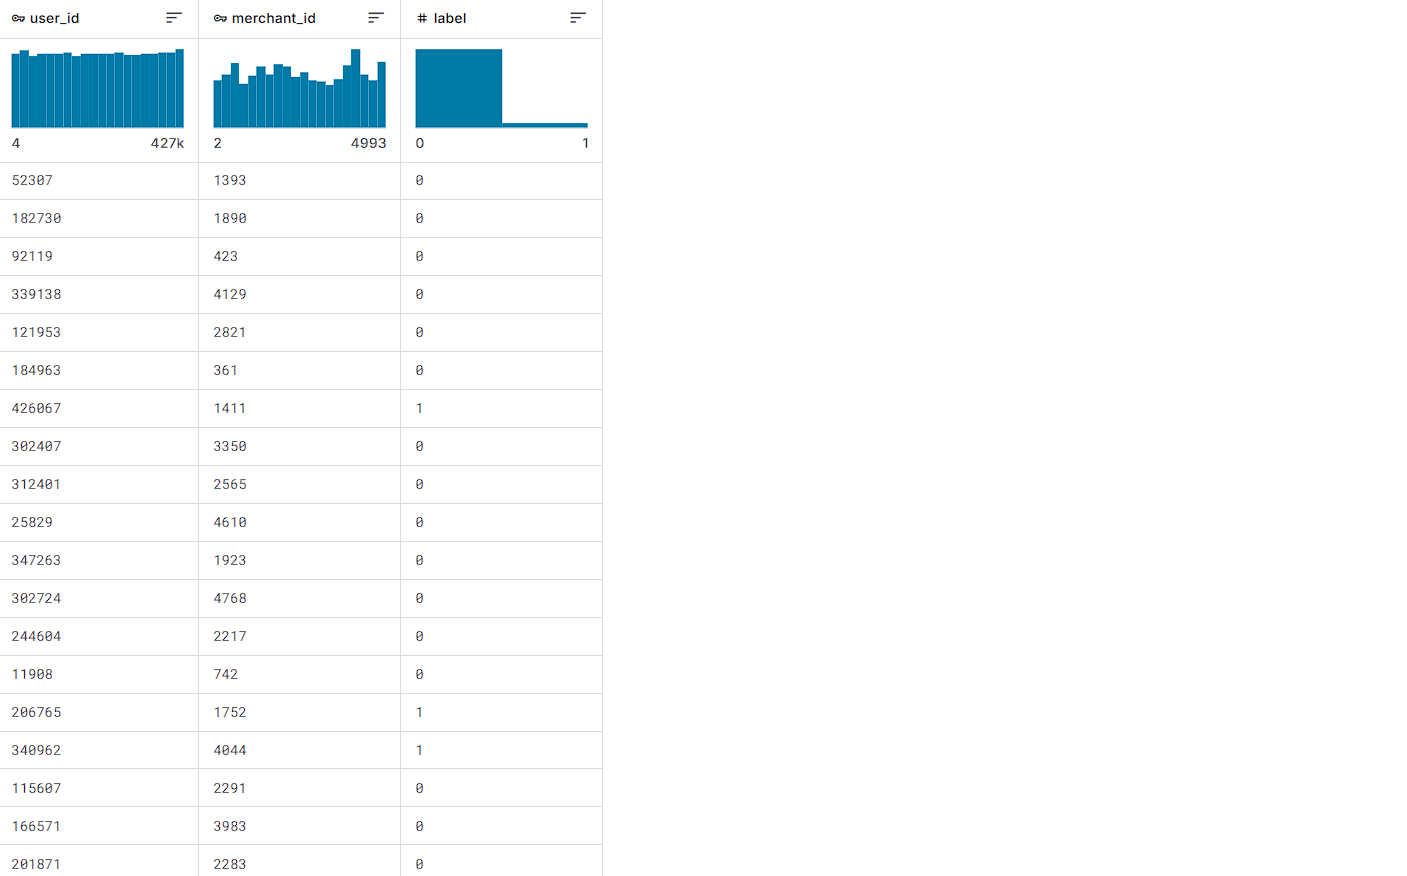 user_id merchant_id label
4 427k 2 4993 0 1
52307 1393 0
182730 1890 0
92119 423 0
339138 4129 0
121953 2821 0
184963 361 0
426067 1411 1
302407 3350 0
312401 2565 0
25829 4610 0
347263 1923 0
302724 4768 0
244604 2217 0
11908 742 0
206765 1752 1
340962 4044 1
115607 2291 0
166571 3983 0
201871 2283 0